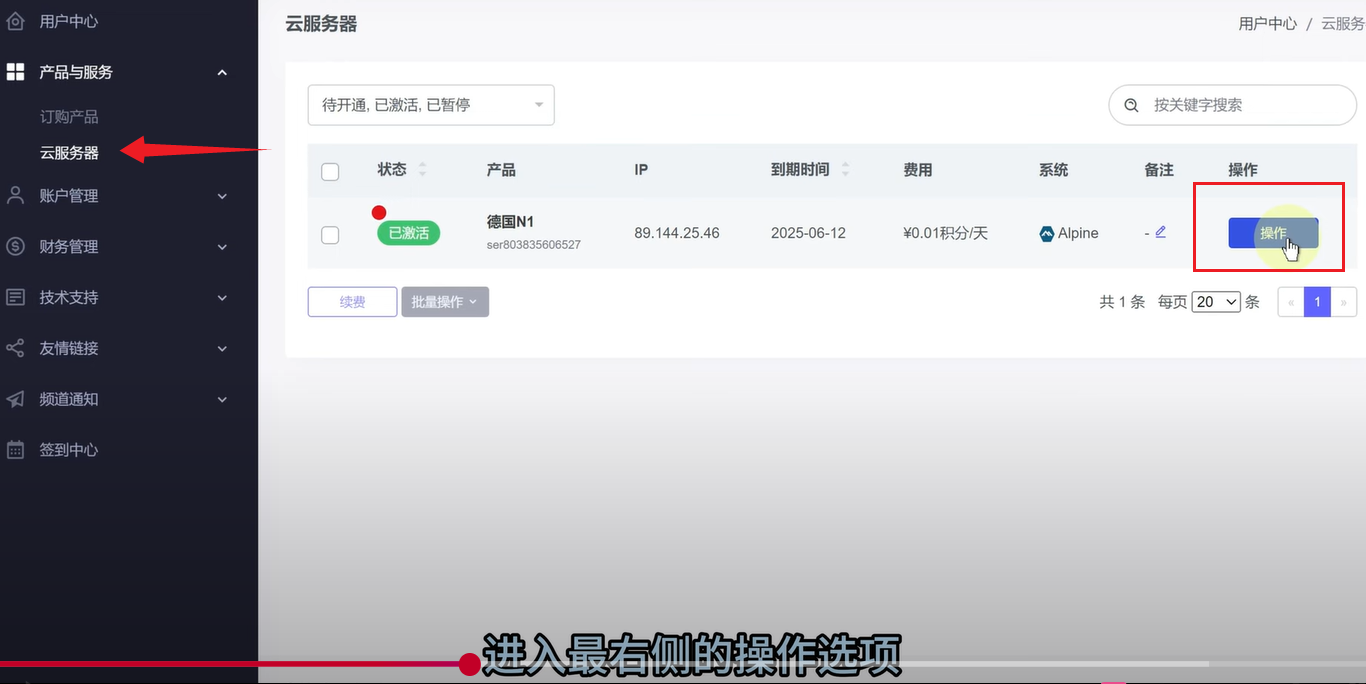 用户中心
产品与服务
订购产品
云服务器
账户管理
财务管理
技术支持
友情链接
频道通知
签到中心
云服务器
用户中心 / 云服务
待开通, 已激活, 已暂停
按关键字搜索
状态 产品 IP 到期时间 费用 系统 备注 操作
已激活 德国N1 89.144.25.46 2025-06-12 ¥0.01积分/天 Alpine - 操作
ser803835606527
续费 批量操作 共 1 条 每页 20 条 « 1 »
进入最右侧的操作选项